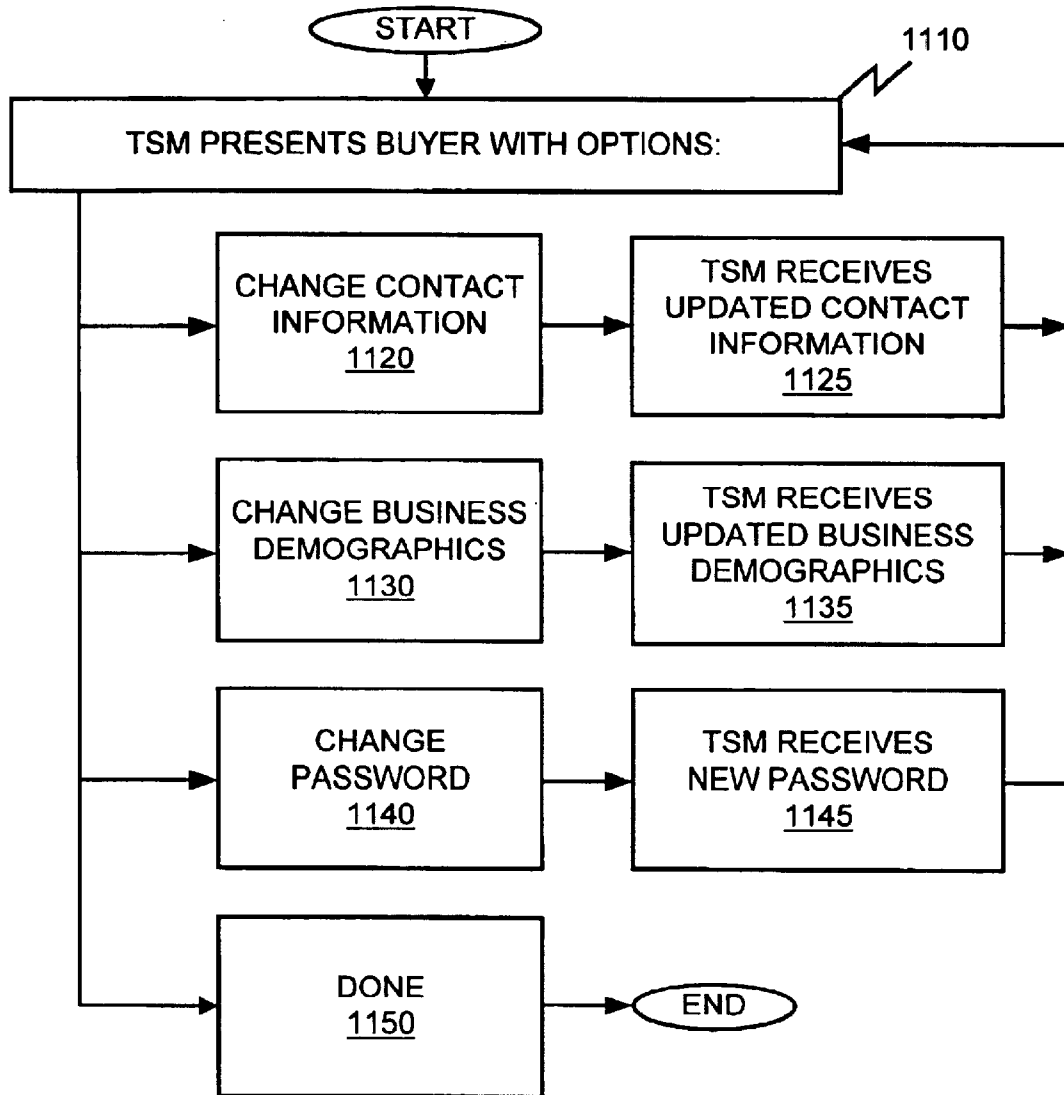 START
1110
TSM PRESENTS BUYER WITH OPTIONS:
CHANGE CONTACT
INFORMATION
1120
TSM RECEIVES
UPDATED CONTACT
INFORMATION
1125
CHANGE BUSINESS
DEMOGRAPHICS
1130
TSM RECEIVES
UPDATED BUSINESS
DEMOGRAPHICS
1135
CHANGE
PASSWORD
1140
TSM RECEIVES
NEW PASSWORD
1145
DONE
1150
END